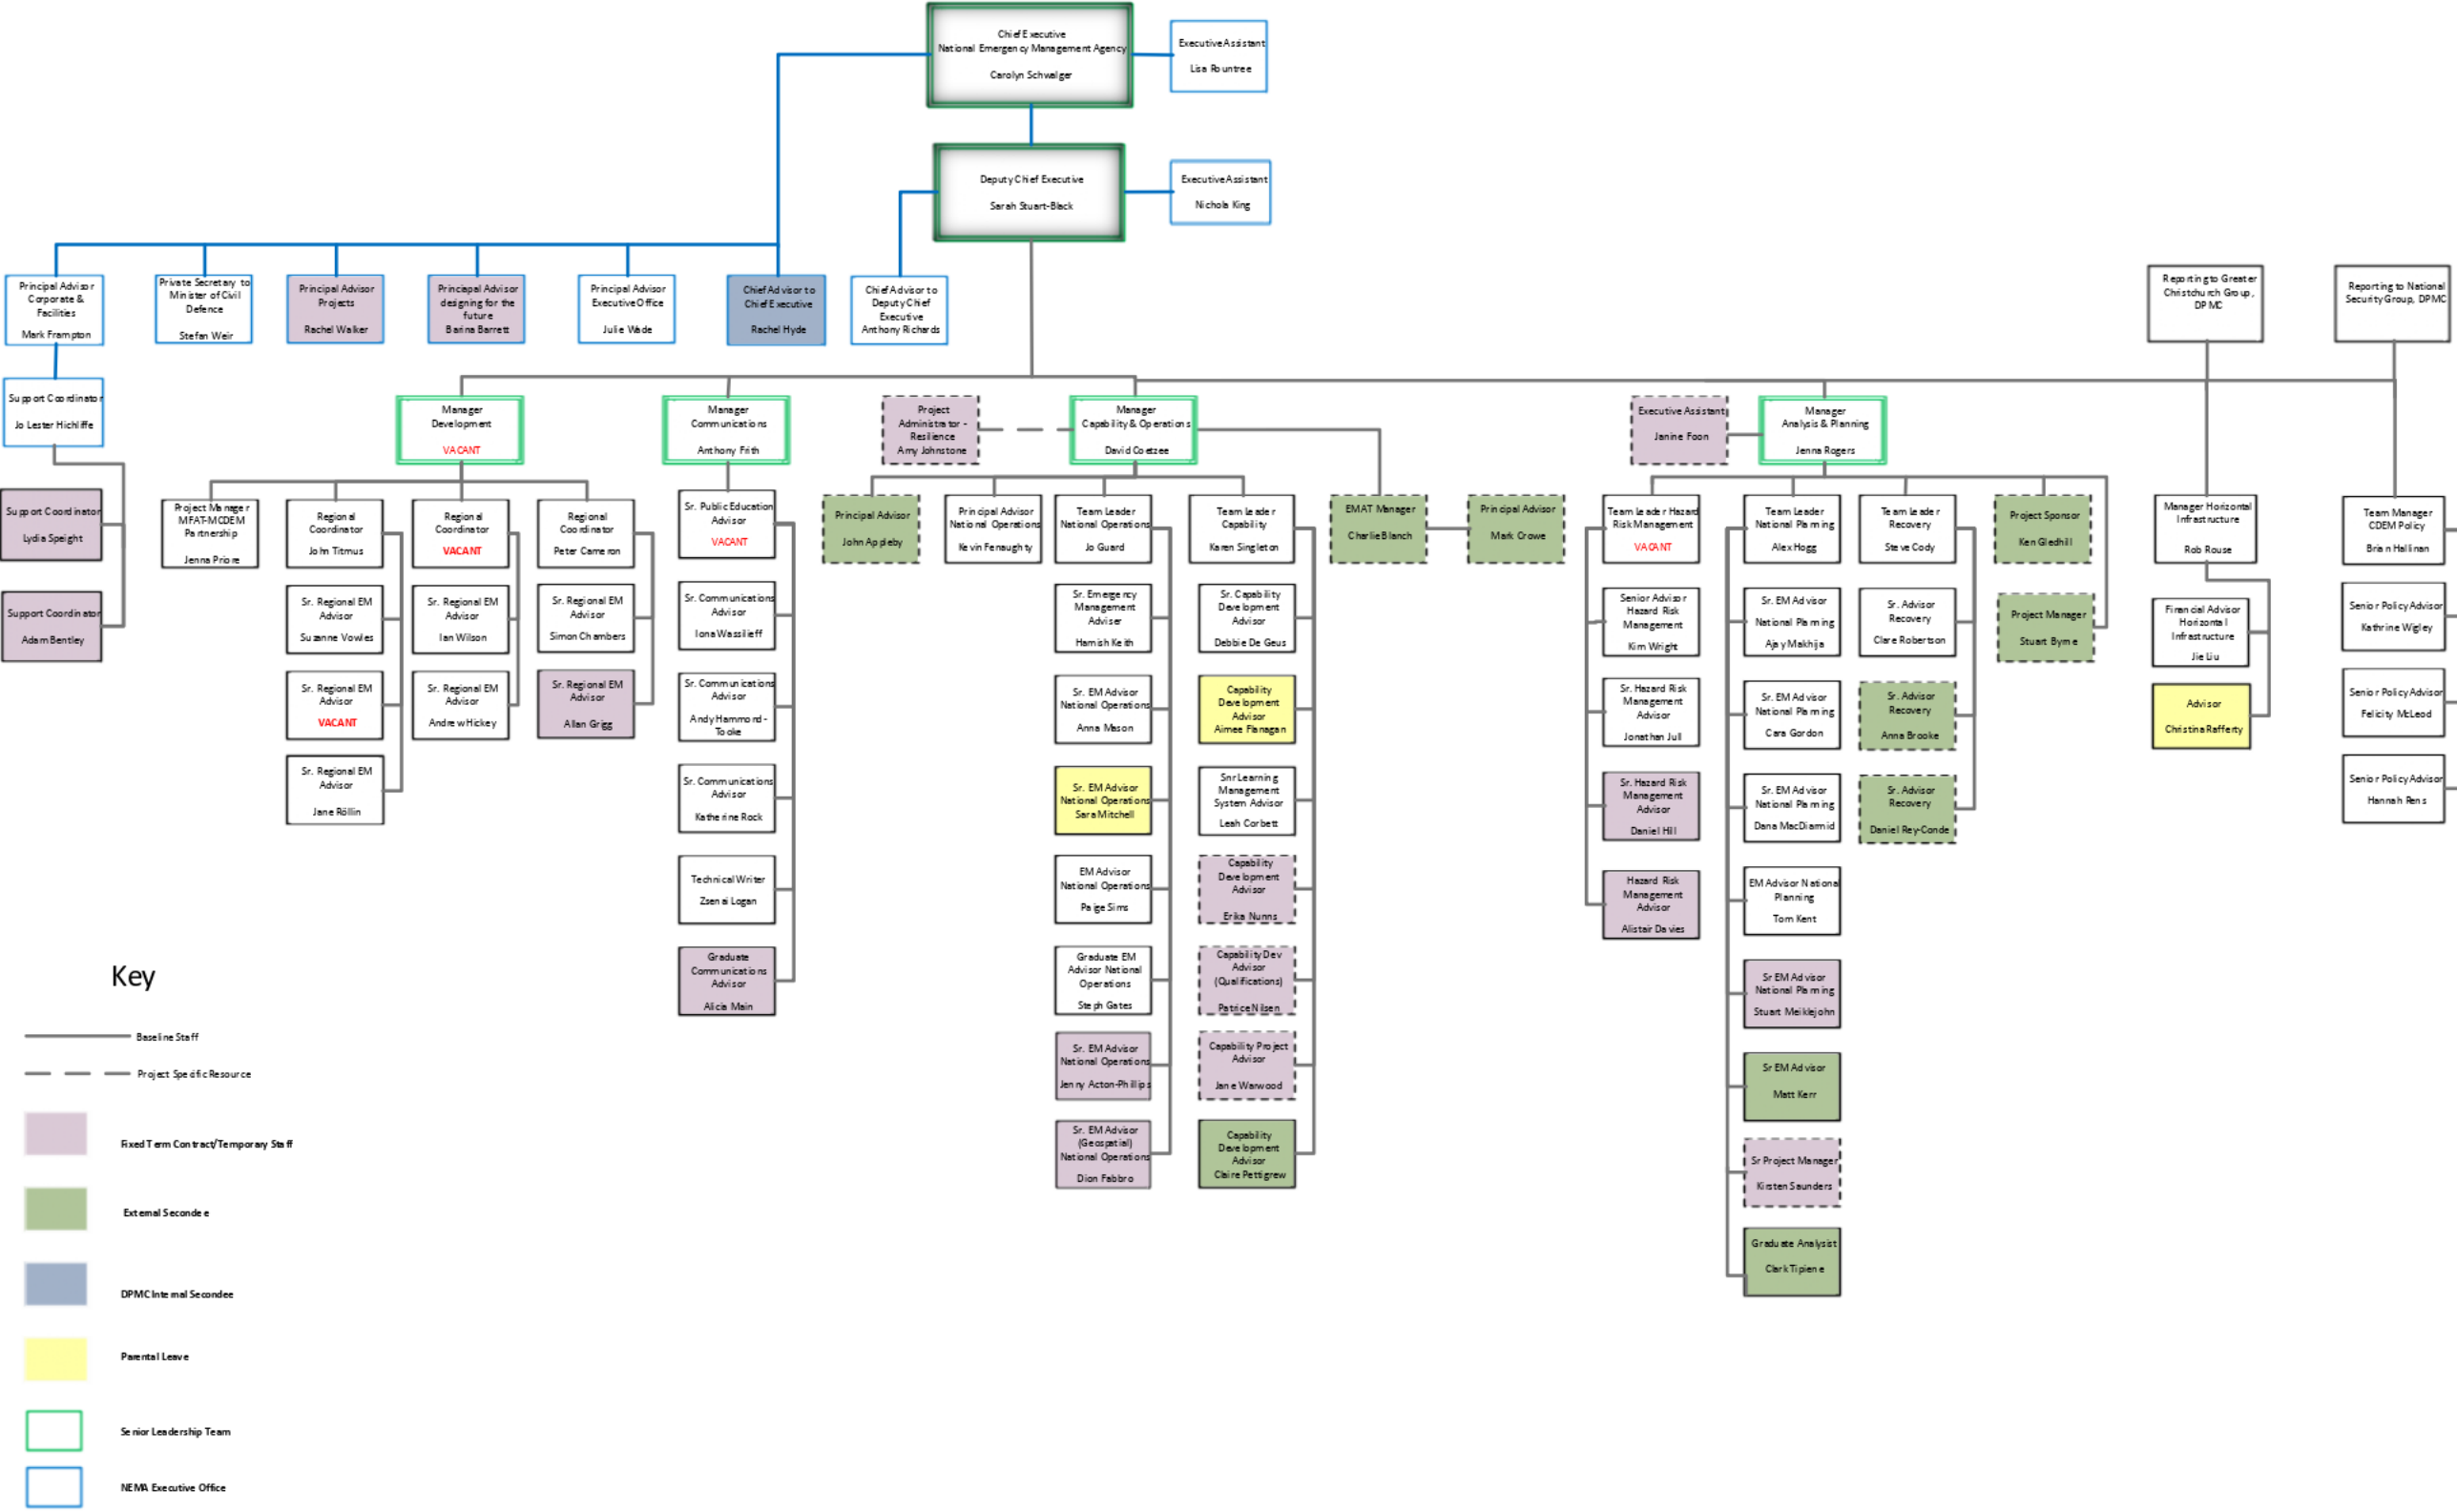 Chief Executive
National Emergency Management Agency
Carolyn Schwalger
Executive Assistant
Lisa Rountree
Deputy Chief Executive
Sarah Stuart-Black
Executive Assistant
Nichola King
Principal Advisor
Corporate &
Facilities
Mark Frampton
Private Secretary to
Minister of Civil
Defence
Stefan Weir
Principal Advisor
Projects
Rachel Walker
Princiapal Advisor
designing for the
future
Barina Barrett
Principal Advisor
Executive Office
Julie Wade
Chief Advisor to
Chief Executive
Rachel Hyde
Chief Advisor to
Deputy Chief
Executive
Anthony Richards
Reporting to Greater
Christchurch Group,
DPMC
Reporting to National
Security Group, DPMC
Support Coordinator
Jo Lester Hichliffe
Support Coordinator
Lydia Speight
Support Coordinator
Adam Bentley
Manager
Development
VACANT
Project Manager
MFAT-MCDEM
Partnership
Jenna Priore
Regional
Coordinator
John Titmus
Sr. Regional EM
Advisor
Suzanne Vowles
Sr. Regional EM
Advisor
VACANT
Sr. Regional EM
Advisor
Jane Röllin
Regional
Coordinator
VACANT
Sr. Regional EM
Advisor
Ian Wilson
Sr. Regional EM
Advisor
Andrew Hickey
Regional
Coordinator
Peter Cameron
Sr. Regional EM
Advisor
Simon Chambers
Sr. Regional EM
Advisor
Allan Grigg
Manager
Communications
Anthony Frith
Sr. Public Education
Advisor
VACANT
Sr. Communications
Advisor
Iona Wassilieff
Sr. Communications
Advisor
Andy Hammond-
Tooke
Sr. Communications
Advisor
Katherine Rock
Technical Writer
Zsenai Logan
Graduate
Communications
Advisor
Alicia Main
Project
Administrator -
Resilience
Amy Johnstone
Manager
Capability & Operations
David Coetzee
Principal Advisor
John Appleby
Principal Advisor
National Operations
Kevin Fenaughty
Team Leader
National Operations
Jo Guard
Sr. Emergency
Management
Adviser
Hamish Keith
Sr. EM Advisor
National Operations
Anna Mason
Sr. EM Advisor
National Operations
Sara Mitchell
EM Advisor
National Operations
Paige Sims
Graduate EM
Advisor National
Operations
Steph Gates
Sr. EM Advisor
National Operations
Jenny Acton-Phillips
Sr. EM Advisor
(Geospatial)
National Operations
Dion Fabbro
Team Leader
Capability
Karen Singleton
Sr. Capability
Development
Advisor
Debbie De Geus
Capability
Development
Advisor
Aimee Flanagan
Snr Learning
Management
System Advisor
Leah Corbett
Capability
Development
Advisor
Erika Nunns
Capability Dev
Advisor
(Qualifications)
Patrice Nilsen
Capability Project
Advisor
Jane Warwood
Capability
Development
Advisor
Claire Pettigrew
EMAT Manager
Charlie Blanch
Principal Advisor
Mark Crowe
Executive Assistant
Janine Foon
Manager
Analysis & Planning
Jenna Rogers
Team Leader Hazard
Risk Management
VACANT
Senior Advisor
Hazard Risk
Management
Kim Wright
Sr. Hazard Risk
Management
Advisor
Jonathan Jull
Sr. Hazard Risk
Management
Advisor
Daniel Hill
Hazard Risk
Management
Advisor
Alistair Davies
Team Leader
National Planning
Alex Hogg
Sr. EM Advisor
National Planning
Ajay Makhija
Sr. EM Advisor
National Planning
Cara Gordon
Sr. EM Advisor
National Planning
Dana MacDiarmid
EM Advisor National
Planning
Tom Kent
Sr EM Advisor
National Planning
Stuart Meiklejohn
Sr EM Advisor
Matt Kerr
Sr Project Manager
Kirsten Saunders
Graduate Analysist
Clark Tipiene
Team Leader
Recovery
Steve Cody
Sr. Advisor
Recovery
Clare Robertson
Sr. Advisor
Recovery
Anna Brooke
Sr. Advisor
Recovery
Daniel Rey-Conde
Project Sponsor
Ken Gledhill
Project Manager
Stuart Byrne
Manager Horizontal
Infrastructure
Rob Rouse
Financial Advisor
Horizontal
Infrastructure
Jie Liu
Advisor
Christina Rafferty
Team Manager
CDEM Policy
Brian Hallinan
Senior Policy Advisor
Kathrine Wigley
Senior Policy Advisor
Felicity McLeod
Senior Policy Advisor
Hannah Rens
Key
Baseline Staff
Project Specific Resource
Fixed Term Contract/Temporary Staff
External Secondee
DPMC Internal Secondee
Parental Leave
Senior Leadership Team
NEMA Executive Office